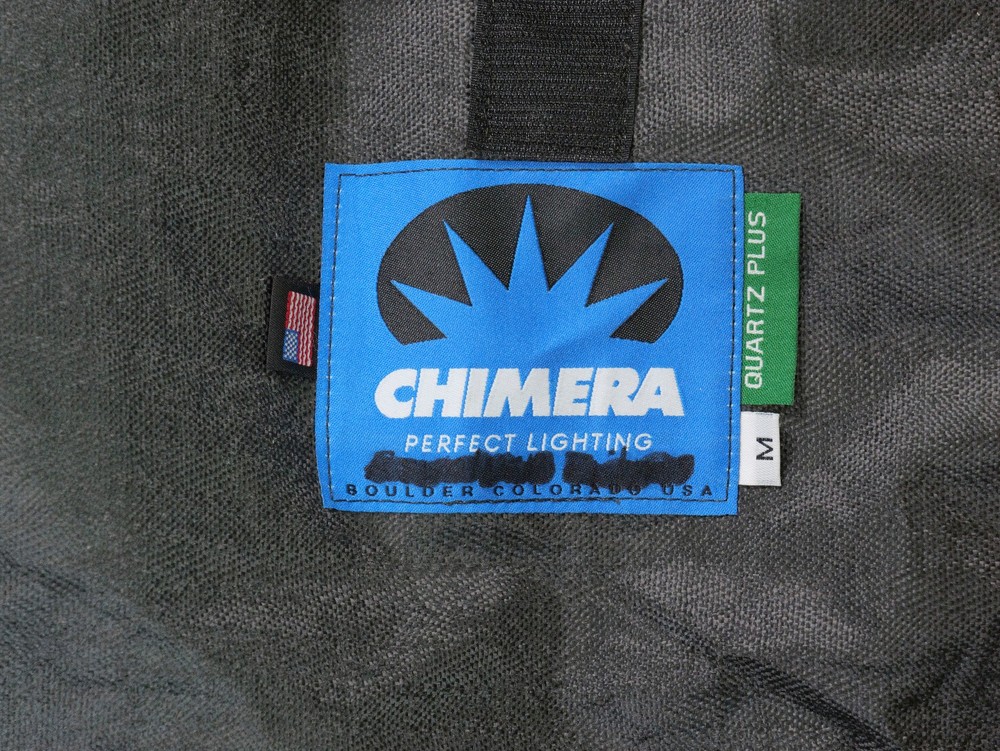 CHIMERA
PERFECT LIGHTING
BOULDER COLORADO USA
QUARTZ PLUS
M